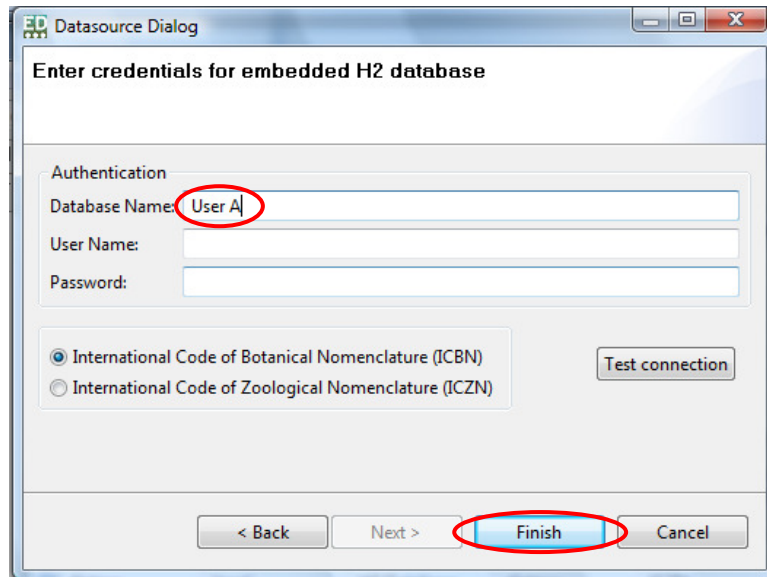 ED Datasource Dialog
Enter credentials for embedded H2 database
Authentication
Database Name: User A
User Name:
Password:
International Code of Botanical Nomenclature (ICBN)
International Code of Zoological Nomenclature (ICZN)
Test connection
< Back Next > Finish Cancel